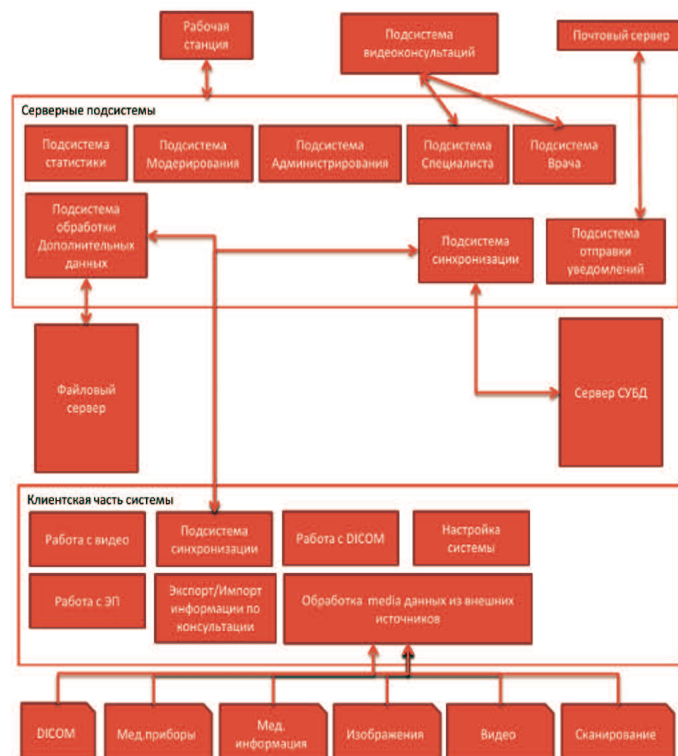 Рабочая
станция
Подсистема
видеоконсультаций
Почтовый сервер
Серверные подсистемы
Подсистема
статистики
Подсистема
Модерирования
Подсистема
Администрирования
Подсистема
Специалиста
Подсистема
Врача
Подсистема
обработки
Дополнительных
данных
Подсистема
синхронизации
Подсистема
отправки
уведомлений
Файловый
сервер
Сервер СУБД
Клиентская часть системы
Работа с видео
Подсистема
синхронизации
Работа с DICOM
Настройка
системы
Работа с ЭП
Экспорт/Импорт
информации по
консультации
Обработка media данных из внешних
источников
DICOM
Мед.приборы
Мед.
информация
Изображения
Видео
Сканирование